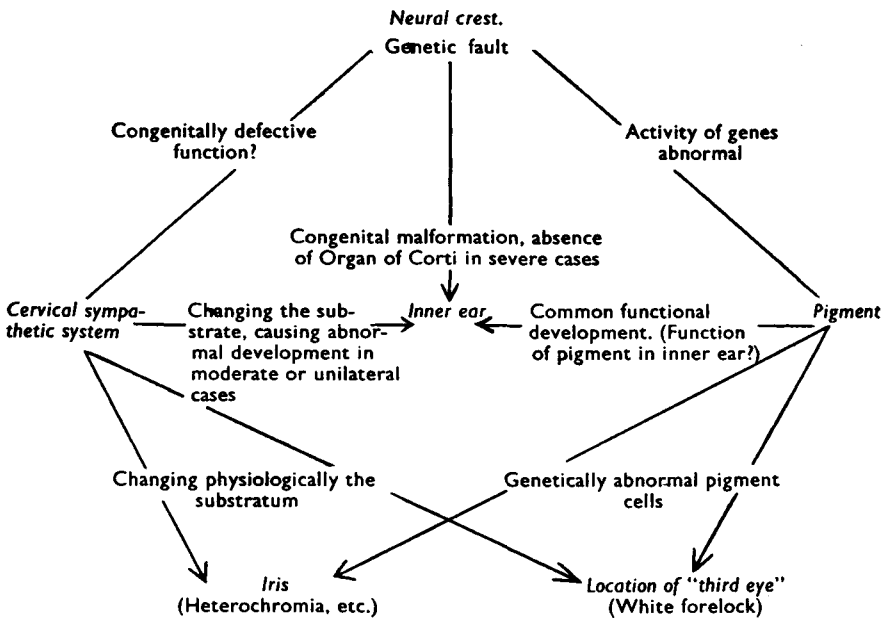 Neural crest.
Genetic fault
Congenitally defective
function?
Activity of genes
abnormal
Congenital malformation, absence
of Organ of Corti in severe cases
Cervical sympa-
thetic system
Changing the sub-
strate, causing abnor-
mal development in
moderate or unilateral
cases
Inner ear
Common functional
development. (Function
of pigment in inner ear?)
Pigment
Changing physiologically the
substratum
Genetically abnormal pigment
cells
Iris
(Heterochromia, etc.)
Location of "third eye"
(White forelock)